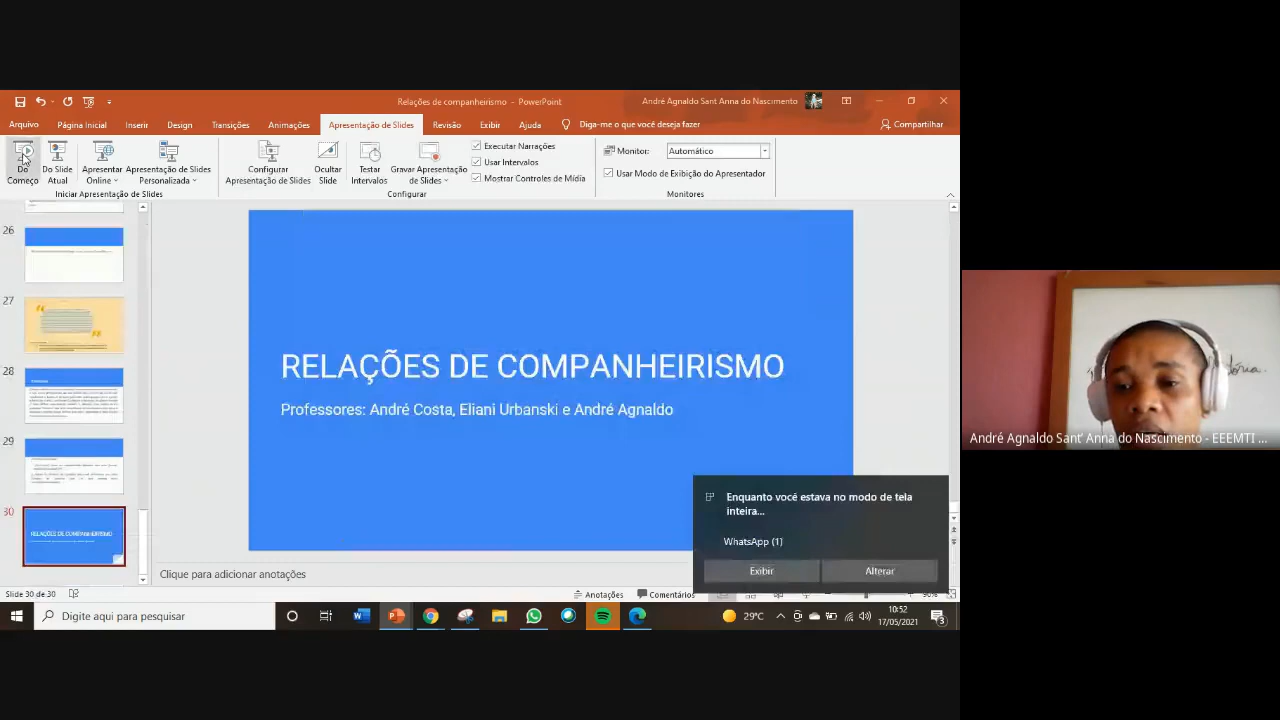 Relações de companheirismo - PowerPoint
André Agnaldo Sant Anna do Nascimento
Arquivo
Página Inicial
Inserir
Design
Transições
Animações
Apresentação de Slides
Revisão
Exibir
Ajuda
Diga-me o que você deseja fazer
Compartilhar
Do
Começo
Do Slide
Atual
Apresentar
Online
Apresentação de Slides
Personalizada
Iniciar Apresentação de Slides
Configurar
Apresentação de Slides
Ocultar
Slide
Testar
Intervalos
Gravar Apresentação
de Slides
Executar Narrações
Usar Intervalos
Mostrar Controles de Mídia
Configurar
Monitor:
Automático
Usar Modo de Exibição do Apresentador
Monitores
26
27
28
29
30
RELAÇÕES DE COMPANHEIRISMO
RELAÇÕES DE COMPANHEIRISMO
Professores: André Costa, Eliani Urbanski e André Agnaldo
Enquanto você estava no modo de tela
inteira...
WhatsApp (1)
Exibir
Alterar
Clique para adicionar anotações
Slide 30 de 30
Anotações
Comentários
90%
Digite aqui para pesquisar
29°C
10:52
17/05/2021
3
André Agnaldo Sant' Anna do Nascimento - EEEMTI ...